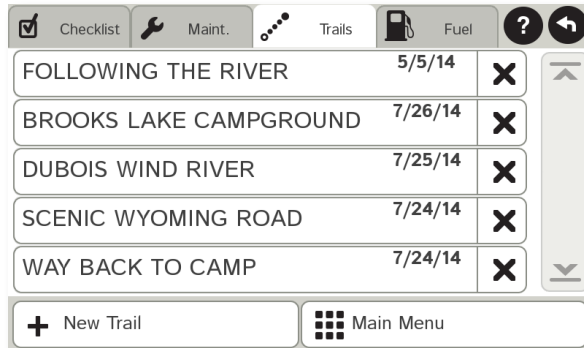 Checklist Maint. Trails Fuel ?
FOLLOWING THE RIVER 5/5/14
BROOKS LAKE CAMPGROUND 7/26/14
DUBOIS WIND RIVER 7/25/14
SCENIC WYOMING ROAD 7/24/14
WAY BACK TO CAMP 7/24/14
New Trail Main Menu